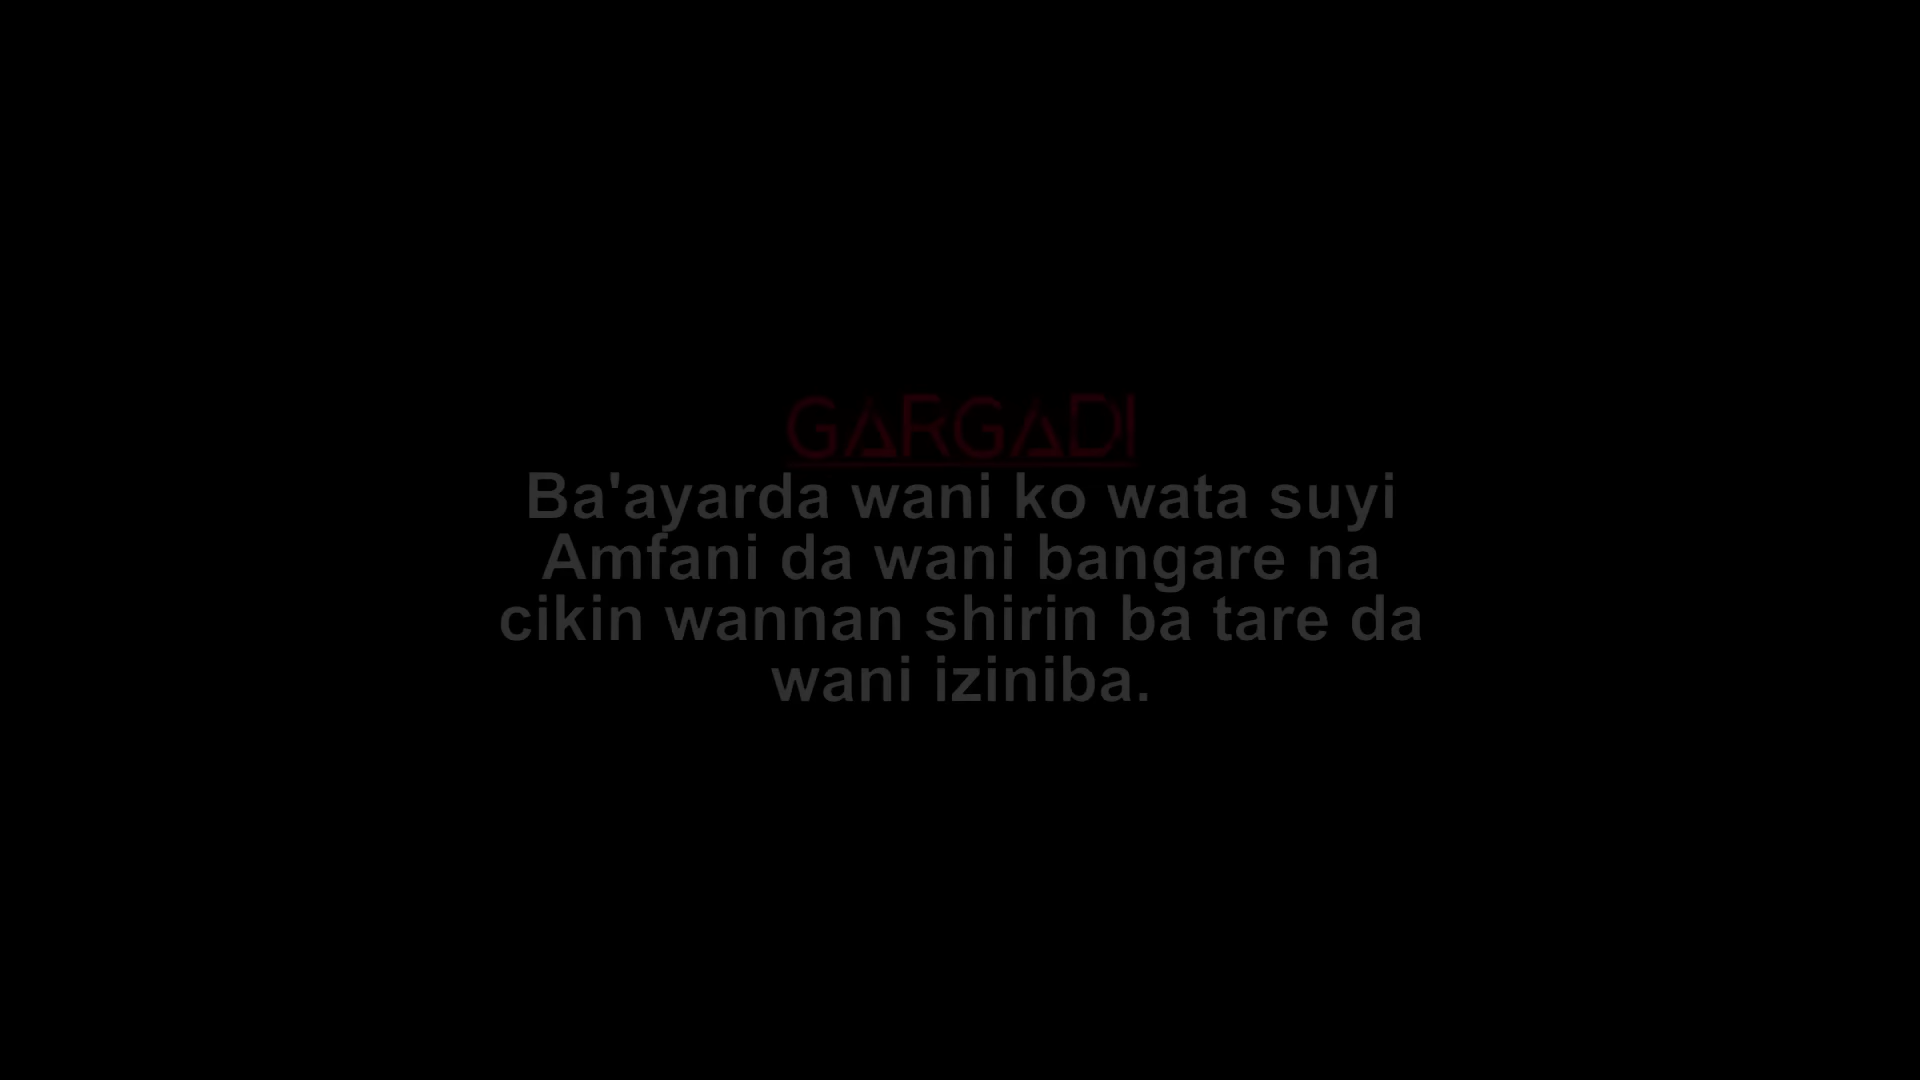 GARGADI
Ba'ayarda wani ko wata suyi
Amfani da wani bangare na
cikin wannan shirin ba tare da
wani iziniba.